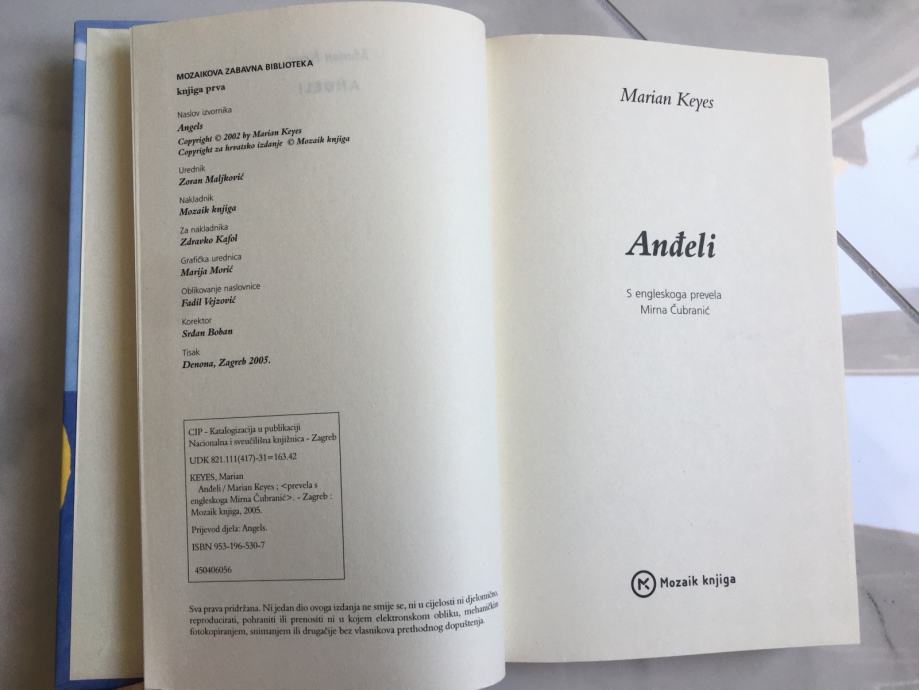 MOZAIKOVA ZABAVNA BIBLIOTEKA
knjiga prva
Naslov izvornika
Angels
Copyright © 2002 by Marian Keyes
Copyright za hrvatsko izdanje © Mozaik knjiga
Urednik
Zoran Maljković
Nakladnik
Mozaik knjiga
Za nakladnika
Zdravko Kafol
Grafička urednica
Marija Morić
Oblikovanje naslovnice
Fadil Vejzović
Korektor
Srđan Boban
Tisak
Denona, Zagreb 2005.
CIP - Katalogizacija u publikaciji
Nacionalna i sveučilišna knjižnica - Zagreb
UDK 821.111(417)-31=163.42
KEYES, Marian
Anđeli / Marian Keyes ; <prevela s
engleskoga Mirna Čubranić>. - Zagreb :
Mozaik knjiga, 2005.
Prijevod djela: Angels.
ISBN 953-196-530-7
450406056
Sva prava pridržana. Ni jedan dio ovoga izdanja ne smije se, ni u cijelosti ni djelomično,
reproducirati, pohraniti ili prenositi ni u kojem elektronskom obliku, mehaničkim
fotokopiranjem, snimanjem ili drugačije bez vlasnikova prethodnog dopuštenja.
Marian Keyes
Anđeli
S engleskoga prevela
Mirna Čubranić
Mozaik knjiga